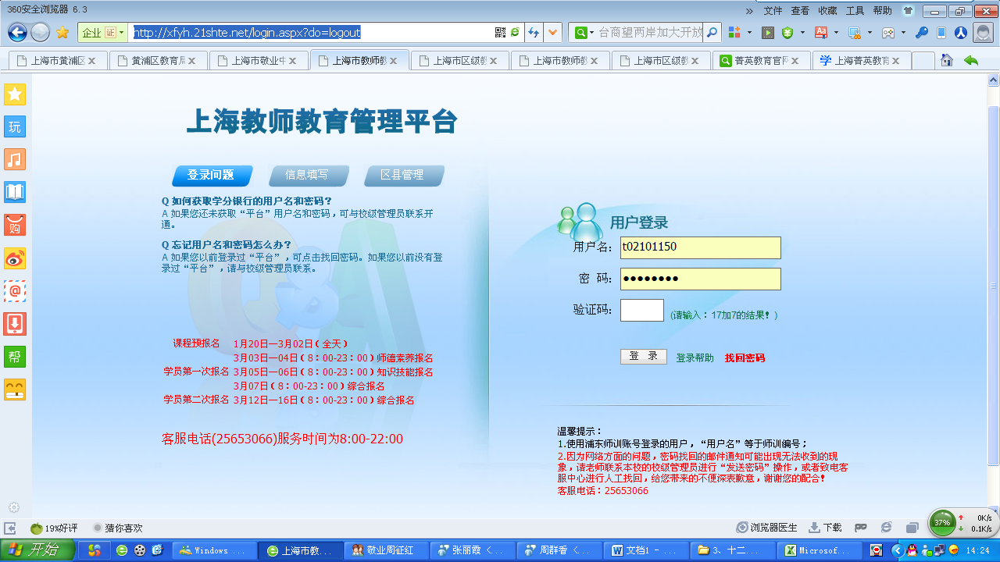 360安全浏览器 6.3
» 文件 查看 收藏 工具 帮助
企业 证 http://xfyh.21shte.net/login.aspx?do=logout 台商望两岸加大开放
上海市黄浦区 黄浦区教育局 上海市敬业中 上海市教师教 上海市区级教 上海市教师教 上海市区级教 菁英教育官网 学 上海菁英教育
玩
购
@
帮
上海教师教育管理平台
登录问题 信息填写 区县管理
Q 如何获取学分银行的用户名和密码？
A 如果您还未获取“平台”用户名和密码，可与校级管理员联系开
通。
Q 忘记用户名和密码怎么办？
A 如果您以前登录过“平台”，可点击找回密码。如果您以前没有登
录过“平台”，请与校级管理员联系。
课程预报名 1月20日—3月02日(全天)
3月03日—04日(8：00-23：00)师德素养报名
学员第一次报名 3月05日—06日(8：00-23：00)知识技能报名
3月07日(8：00-23：00)综合报名
学员第二次报名 3月12日—16日(8：00-23：00)综合报名
客服电话(25653066)服务时间为8:00-22:00
用户登录
用户名： t02101150
密 码： ●●●●●●●●
验证码： (请输入：17加7的结果！)
登 录 登录帮助 找回密码
温馨提示：
1.使用浦东师训账号登录的用户，“用户名”等于师训编号；
2.因为网络方面的问题，密码找回的邮件通知可能出现无法收到的现
象，请老师联系本校的校级管理员进行“发送密码”操作，或者致电客
服中心进行人工找回，给您带来的不便深表歉意，谢谢您的配合！
客服电话：25653066
19%好评 猜你喜欢 浏览器医生 下载 37% 0K/s
0.1K/s
开始 Windows ... 上海市教... 敬业周征红 张丽霞 <... 周群香 <... 文档1 - ... 3、十二... Microsof... 14:24